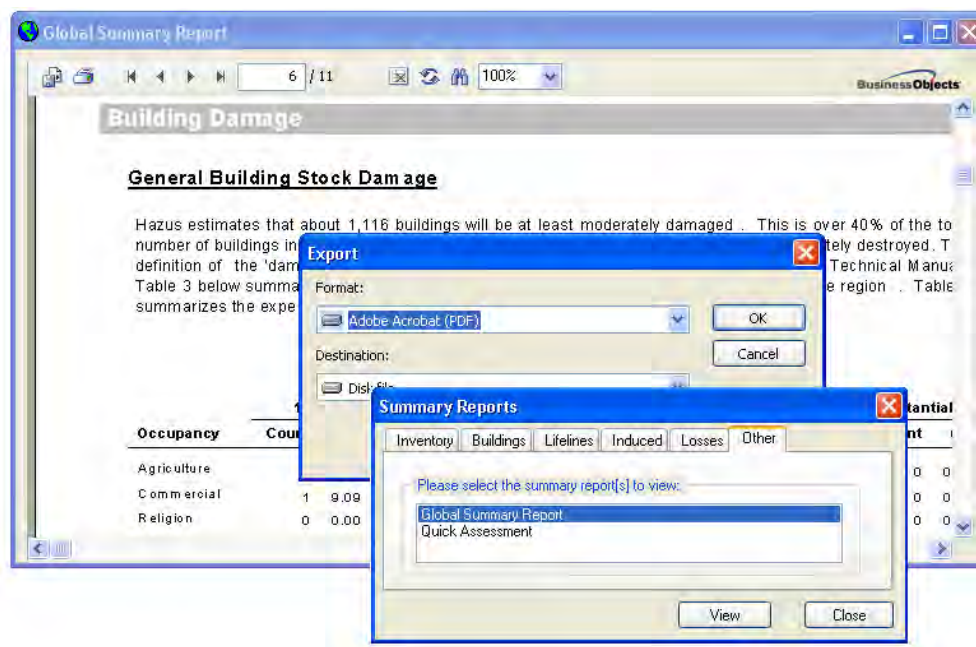 Global Summary Report
6 / 11
100%
BusinessObjects
Building Damage
General Building Stock Damage
Hazus estimates that about 1,116 buildings will be at least moderately damaged . This is over 40% of the to
number of buildings in
tely destroyed. T
definition of the 'dam
Technical Manua
Table 3 below summa
e region . Table
summarizes the expe
Export
Format:
Adobe Acrobat (PDF)
OK
Destination:
Cancel
Disk file
Summary Reports
tantial
Occupancy Coun
nt
Inventory Buildings Lifelines Induced Losses Other
Agriculture
0 0
Please select the summary report[s] to view:
Commercial 1 9.09
0 0
Global Summary Report
Religion 0 0.00
0 0
Quick Assessment
View Close